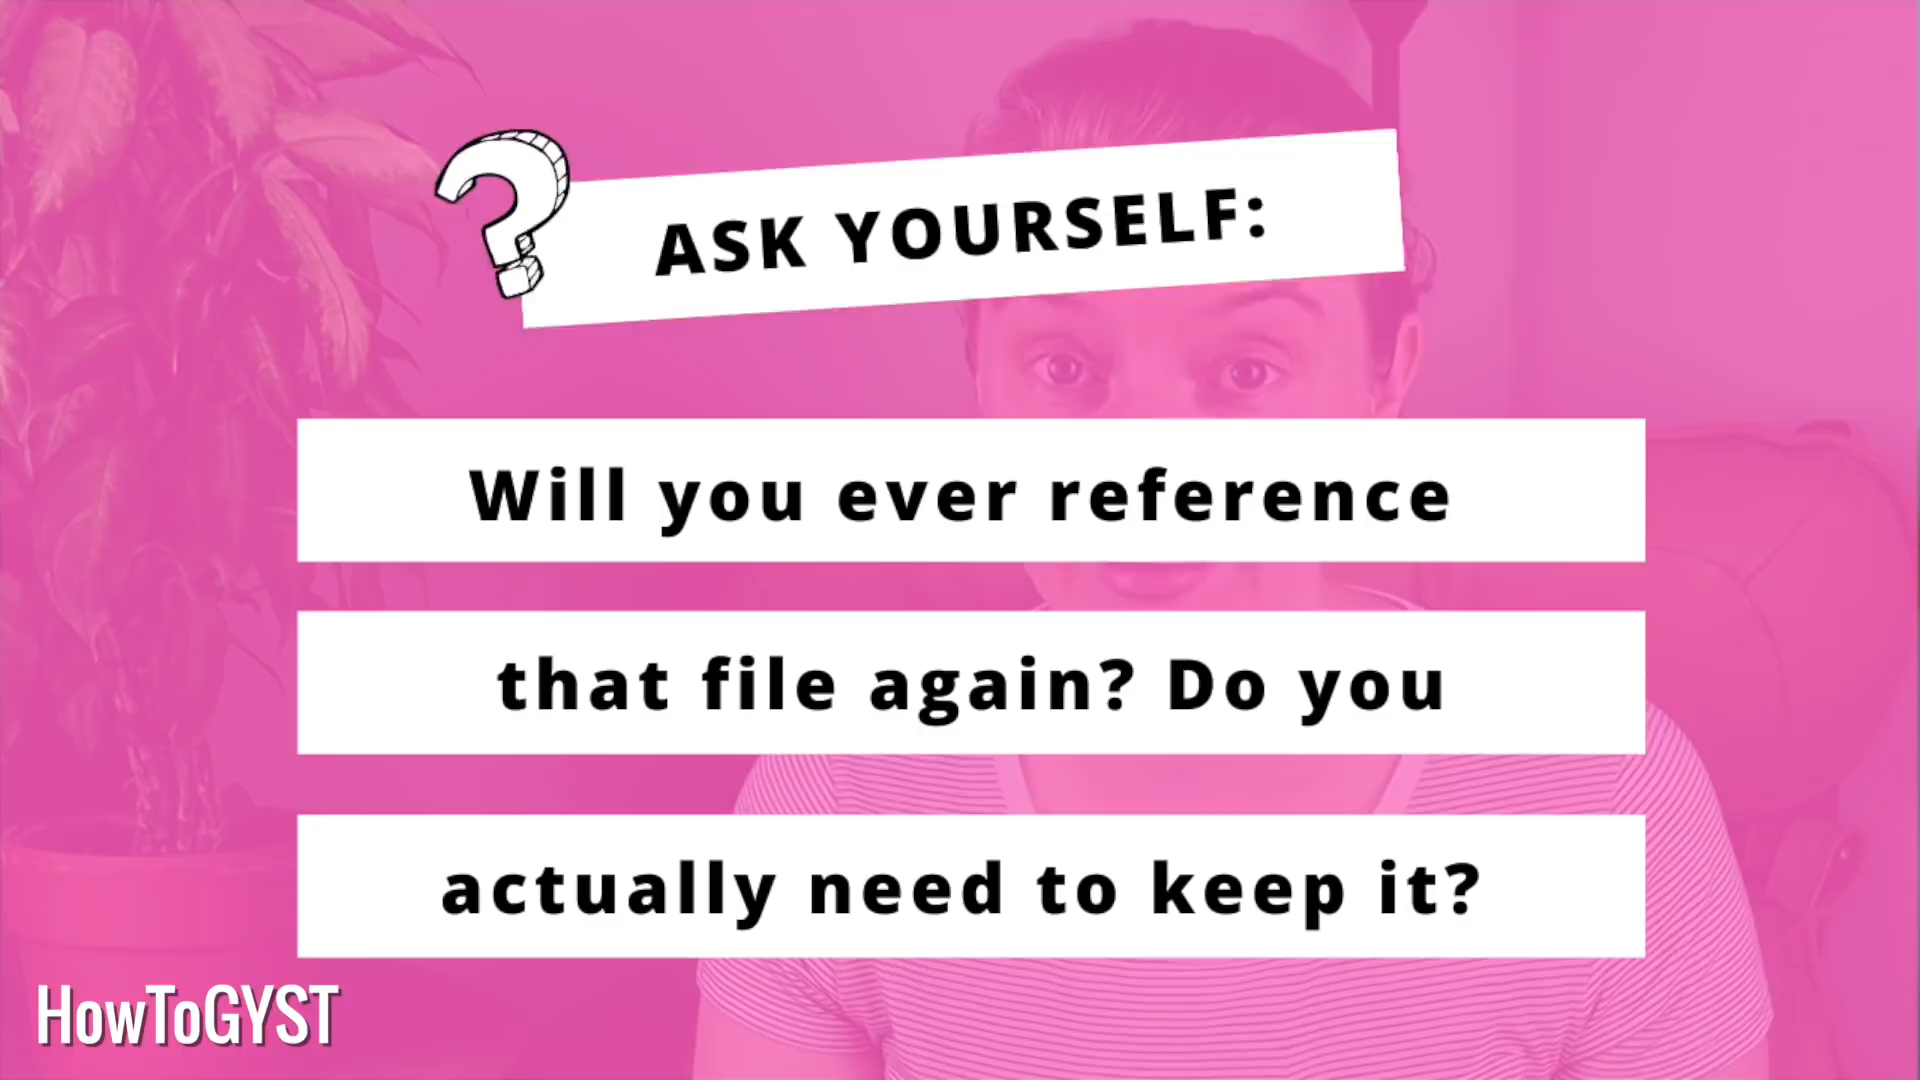 ASK YOURSELF:
Will you ever reference
that file again? Do you
actually need to keep it?
HowToGYST